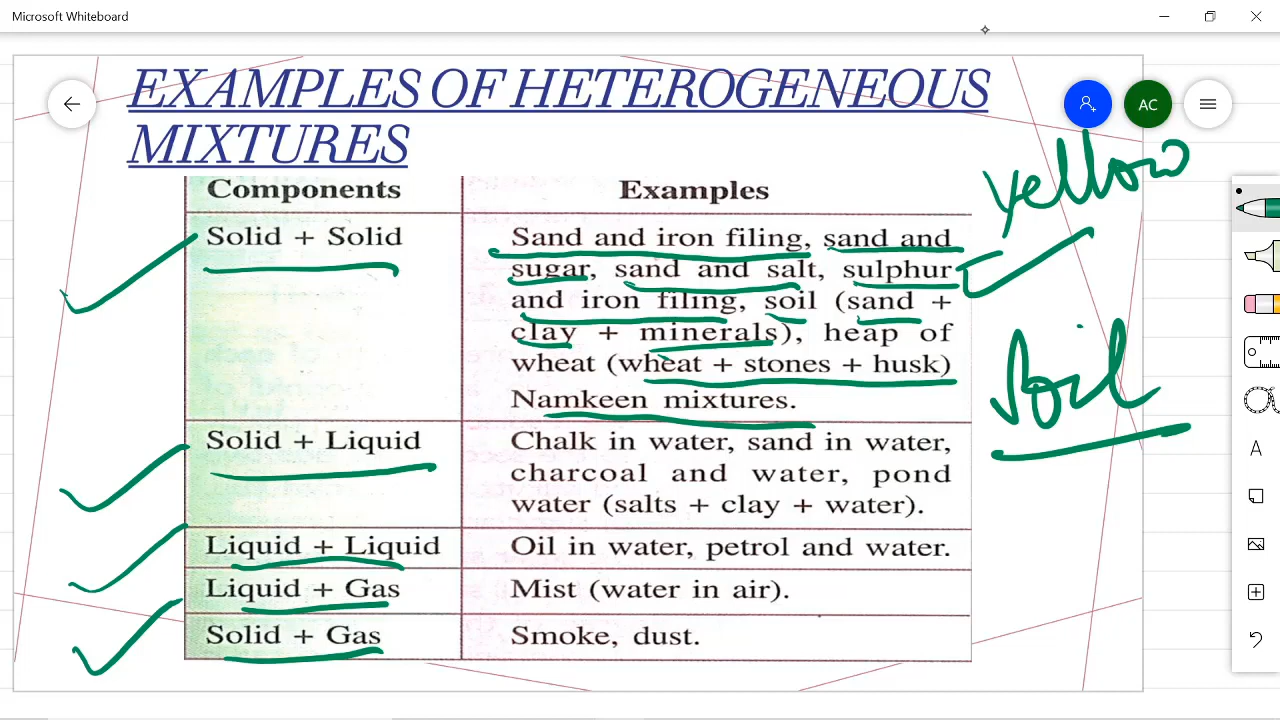 Microsoft Whiteboard
EXAMPLES OF HETEROGENEOUS
MIXTURES
AC
yellow
Components Examples
Solid + Solid Sand and iron filing, sand and
sugar, sand and salt, sulphur
and iron filing, soil (sand +
clay + minerals), heap of
wheat (wheat + stones + husk)
Namkeen mixtures.
Soil
Solid + Liquid Chalk in water, sand in water,
charcoal and water, pond
water (salts + clay + water).
Liquid + Liquid Oil in water, petrol and water.
Liquid + Gas Mist (water in air).
Solid + Gas Smoke, dust.